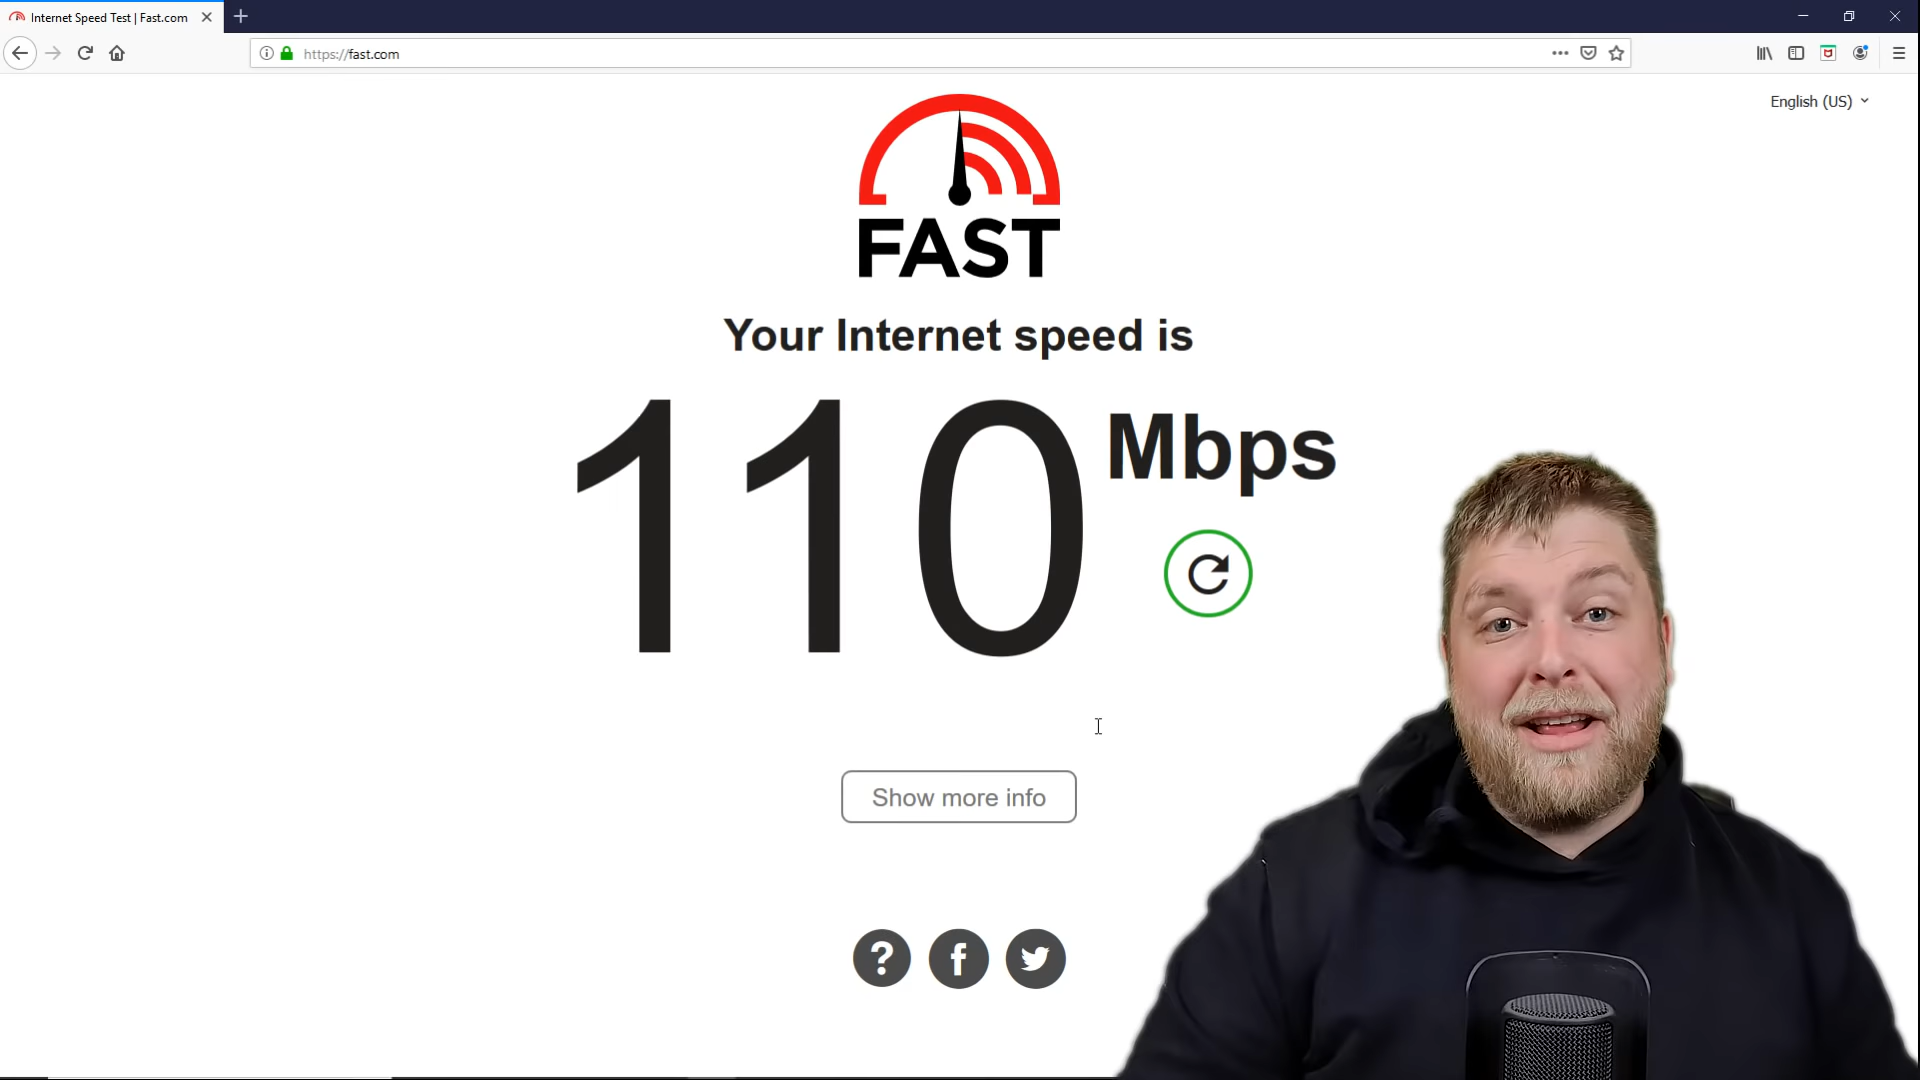 Internet Speed Test | Fast.com
https://fast.com
English (US)
FAST
Your Internet speed is
110 Mbps
Show more info